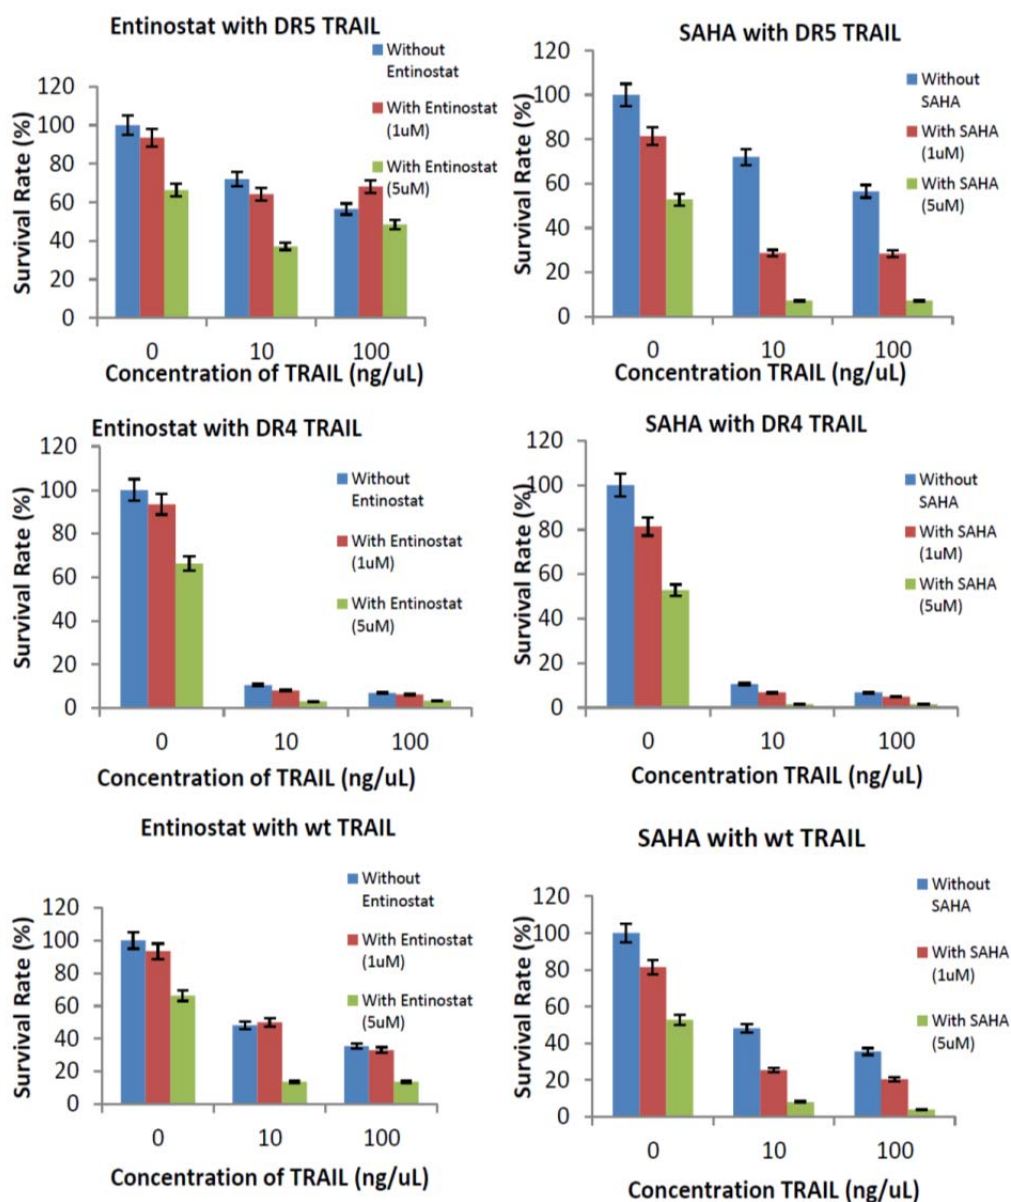 Entinostat with DR5 TRAIL
Survival Rate (%)
120
100
80
60
40
20
0
0 10 100
Concentration of TRAIL (ng/uL)
Without
Entinostat
With Entinostat
(1uM)
With Entinostat
(5uM)
SAHA with DR5 TRAIL
Survival Rate (%)
120
100
80
60
40
20
0
0 10 100
Concentration TRAIL (ng/uL)
Without
SAHA
With SAHA
(1uM)
With SAHA
(5uM)
Entinostat with DR4 TRAIL
Survival Rate (%)
120
100
80
60
40
20
0
0 10 100
Concentration of TRAIL (ng/uL)
Without
Entinostat
With Entinostat
(1uM)
With Entinostat
(5uM)
SAHA with DR4 TRAIL
Survival Rate (%)
120
100
80
60
40
20
0
0 10 100
Concentration TRAIL (ng/uL)
Without
SAHA
With SAHA
(1uM)
With SAHA
(5uM)
Entinostat with wt TRAIL
Survival Rate (%)
120
100
80
60
40
20
0
0 10 100
Concentration of TRAIL (ng/uL)
Without
Entinostat
With Entinostat
(1uM)
With Entinostat
(5uM)
SAHA with wt TRAIL
Survival Rate (%)
120
100
80
60
40
20
0
0 10 100
Concentration TRAIL (ng/uL)
Without
SAHA
With SAHA
(1uM)
With SAHA
(5uM)